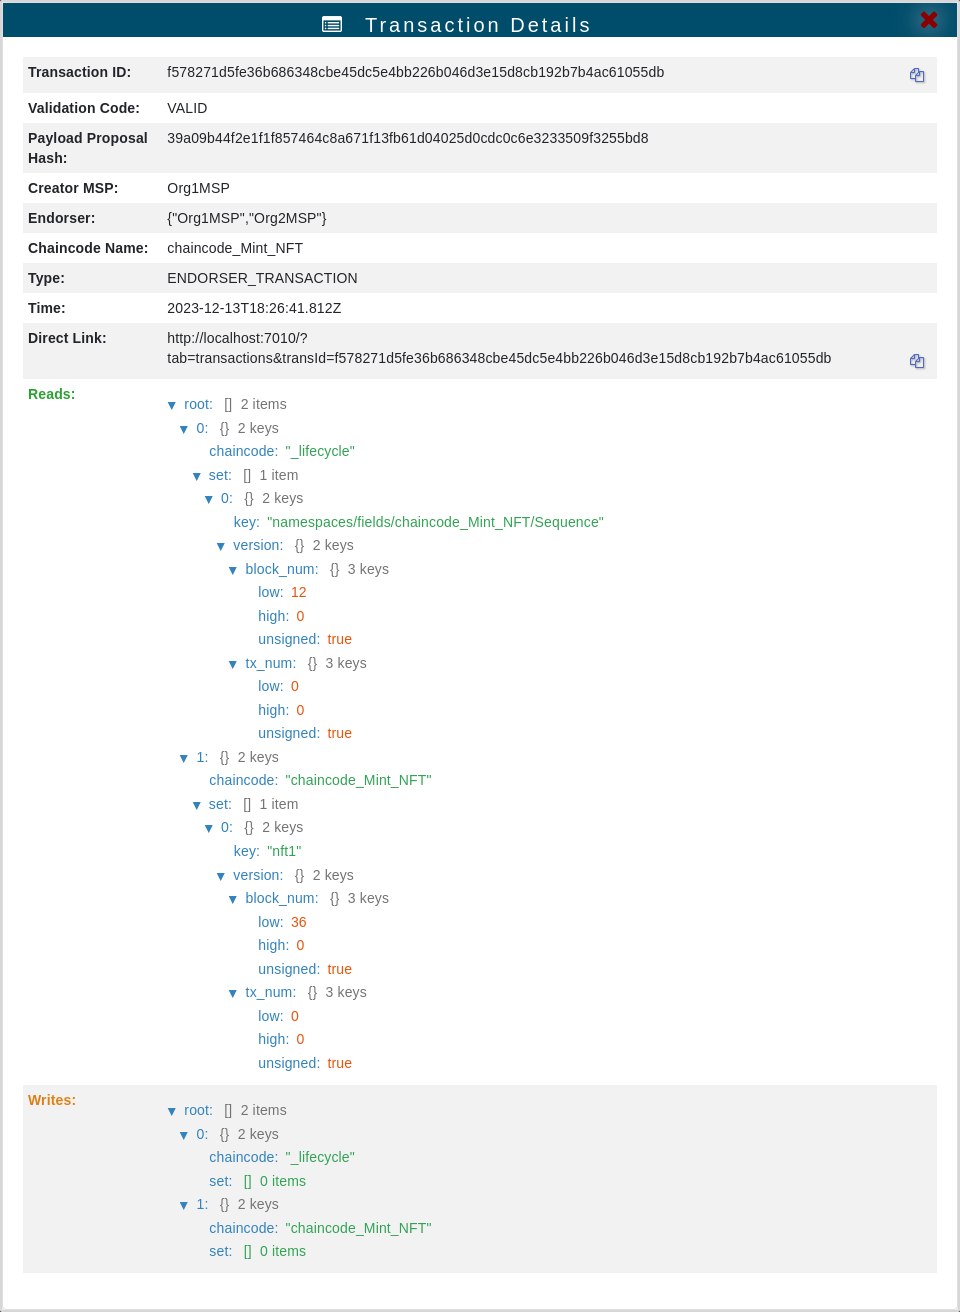 Transaction Details
Transaction ID: f578271d5fe36b686348cbe45dc5e4bb226b046d3e15d8cb192b7b4ac61055db
Validation Code: VALID
Payload Proposal Hash: 39a09b44f2e1f1f857464c8a671f13fb61d04025d0cdc0c6e3233509f3255bd8
Creator MSP: Org1MSP
Endorser: {"Org1MSP","Org2MSP"}
Chaincode Name: chaincode_Mint_NFT
Type: ENDORSER_TRANSACTION
Time: 2023-12-13T18:26:41.812Z
Direct Link: http://localhost:7010/?
tab=transactions&transId=f578271d5fe36b686348cbe45dc5e4bb226b046d3e15d8cb192b7b4ac61055db
Reads:
▼ root: [] 2 items
▼ 0: {} 2 keys
chaincode: "_lifecycle"
▼ set: [] 1 item
▼ 0: {} 2 keys
key: "namespaces/fields/chaincode_Mint_NFT/Sequence"
▼ version: {} 2 keys
▼ block_num: {} 3 keys
low: 12
high: 0
unsigned: true
▼ tx_num: {} 3 keys
low: 0
high: 0
unsigned: true
▼ 1: {} 2 keys
chaincode: "chaincode_Mint_NFT"
▼ set: [] 1 item
▼ 0: {} 2 keys
key: "nft1"
▼ version: {} 2 keys
▼ block_num: {} 3 keys
low: 36
high: 0
unsigned: true
▼ tx_num: {} 3 keys
low: 0
high: 0
unsigned: true
Writes:
▼ root: [] 2 items
▼ 0: {} 2 keys
chaincode: "_lifecycle"
set: [] 0 items
▼ 1: {} 2 keys
chaincode: "chaincode_Mint_NFT"
set: [] 0 items